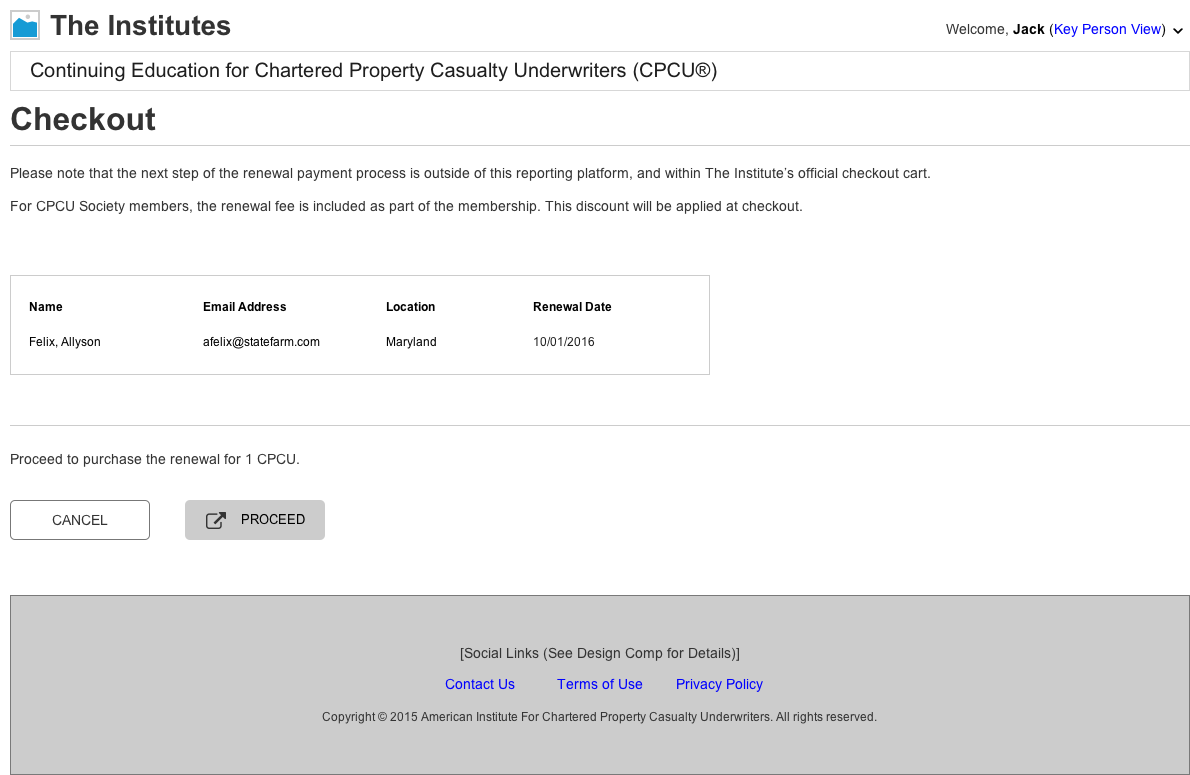 The Institutes
Welcome, Jack (Key Person View)
Continuing Education for Chartered Property Casualty Underwriters (CPCU®)
Checkout
Please note that the next step of the renewal payment process is outside of this reporting platform, and within The Institute’s official checkout cart.
For CPCU Society members, the renewal fee is included as part of the membership. This discount will be applied at checkout.
Name Email Address Location Renewal Date
Felix, Allyson afelix@statefarm.com Maryland 10/01/2016
Proceed to purchase the renewal for 1 CPCU.
CANCEL PROCEED
[Social Links (See Design Comp for Details)]
Contact Us Terms of Use Privacy Policy
Copyright © 2015 American Institute For Chartered Property Casualty Underwriters. All rights reserved.